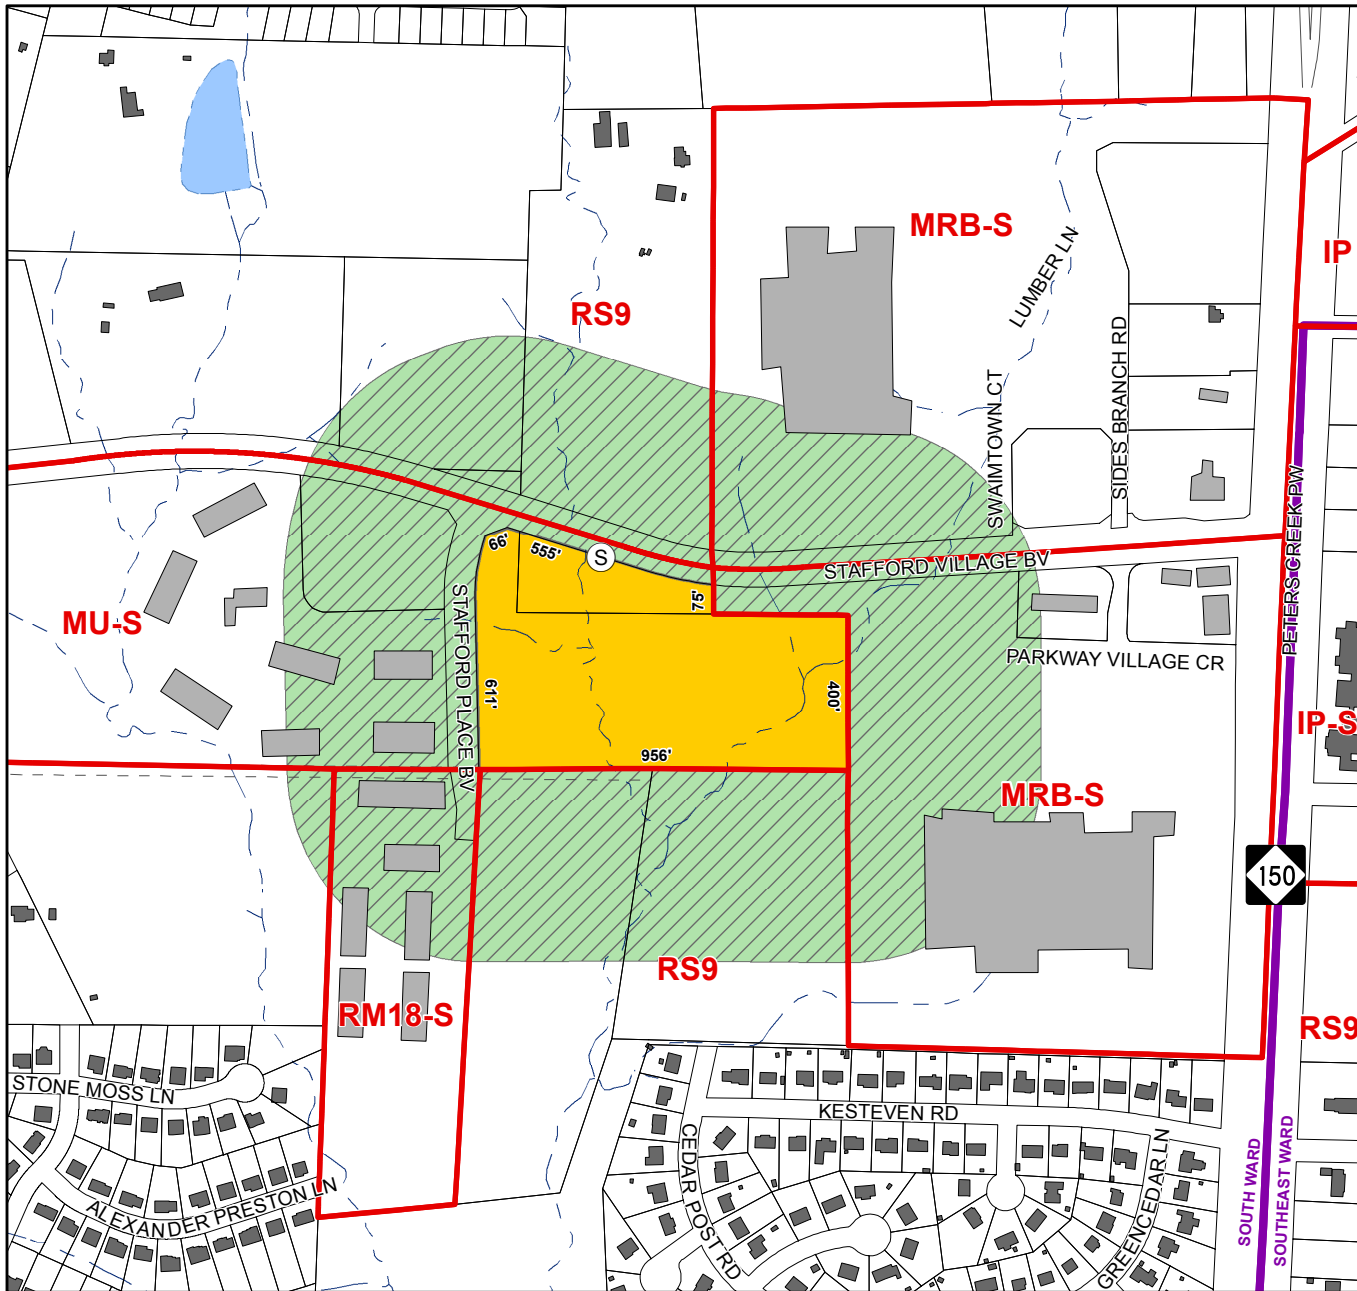 MRB-S
IP
LUMBER LN
RS9
SIDES BRANCH RD
SWAIMTOWN CT
PETERS CREEK PW
66'
555'
S
STAFFORD VILLAGE BV
75'
MU-S
STAFFORD PLACE BV
PARKWAY VILLAGE CR
611'
400'
IP-S
956'
MRB-S
150
RS9
RM18-S
RS9
STONE MOSS LN
KESTEVEN RD
CEDAR POST RD
GREENCEDAR LN
SOUTH WARD
SOUTHEAST WARD
ALEXANDER PRESTON LN